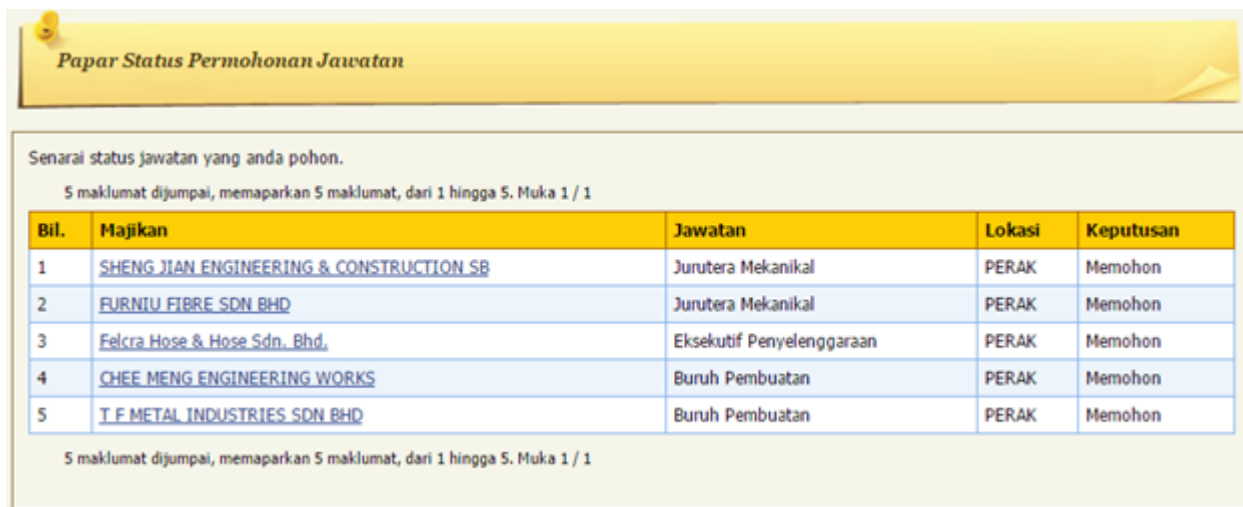 Papar Status Permohonan Jawatan
Senarai status jawatan yang anda pohon.
5 maklumat dijumpai, memaparkan 5 maklumat, dari 1 hingga 5. Muka 1 / 1
Bil. Majikan Jawatan Lokasi Keputusan
1 SHENG JIAN ENGINEERING & CONSTRUCTION SB Jurutera Mekanikal PERAK Memohon
2 FURNIU FIBRE SDN BHD Jurutera Mekanikal PERAK Memohon
3 Felcra Hose & Hose Sdn. Bhd. Eksekutif Penyelenggaraan PERAK Memohon
4 CHEE MENG ENGINEERING WORKS Buruh Pembuatan PERAK Memohon
5 T F METAL INDUSTRIES SDN BHD Buruh Pembuatan PERAK Memohon
5 maklumat dijumpai, memaparkan 5 maklumat, dari 1 hingga 5. Muka 1 / 1